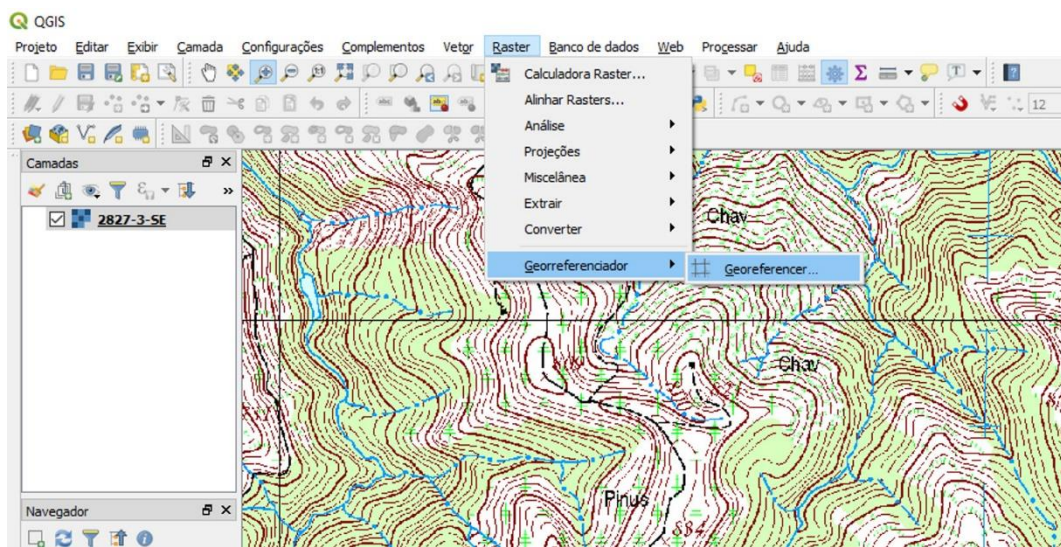 QGIS
Projeto Editar Exibir Camada Configurações Complementos Vetor Raster Banco de dados Web Processar Ajuda
Calculadora Raster...
Alinhar Rasters...
Análise
Projeções
Miscelânea
Extrair
Converter
Georreferenciador
Georeferencer...
12
Camadas
2827-3-SE
Chav
Chav
Pinus
884
Navegador